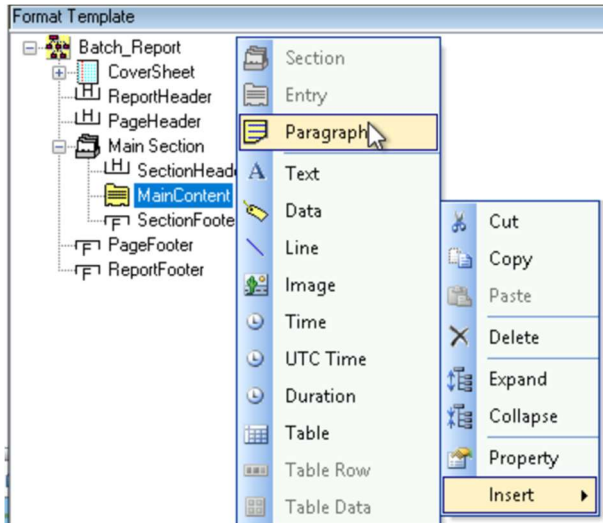 Format Template
Batch_Report
CoverSheet
ReportHeader
PageHeader
Main Section
SectionHead
MainContent
SectionFoote
PageFooter
ReportFooter
Section
Entry
Paragraph
Text
Data
Line
Image
Time
UTC Time
Duration
Table
Table Row
Table Data
Cut
Copy
Paste
Delete
Expand
Collapse
Property
Insert